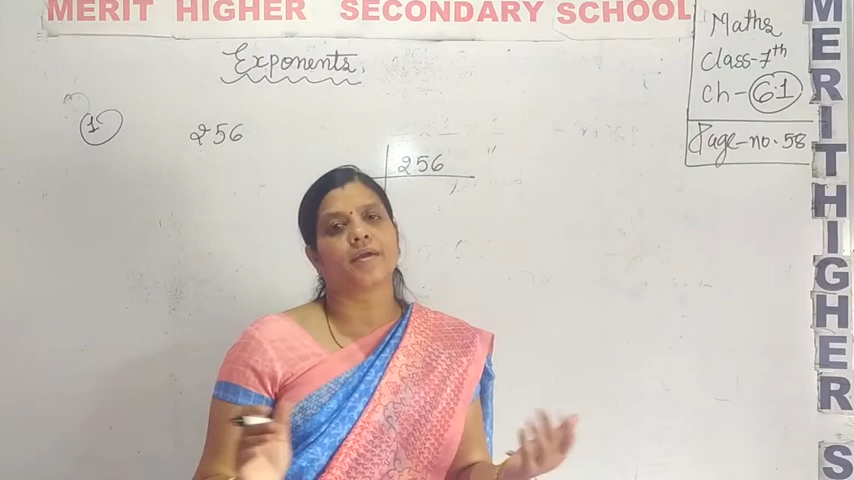 MERIT HIGHER SECONDARY SCHOOL
Exponents,
1 256
256
Maths
Class-7th
Ch-6.1
Page-no. 58
MERIT HIGHER S